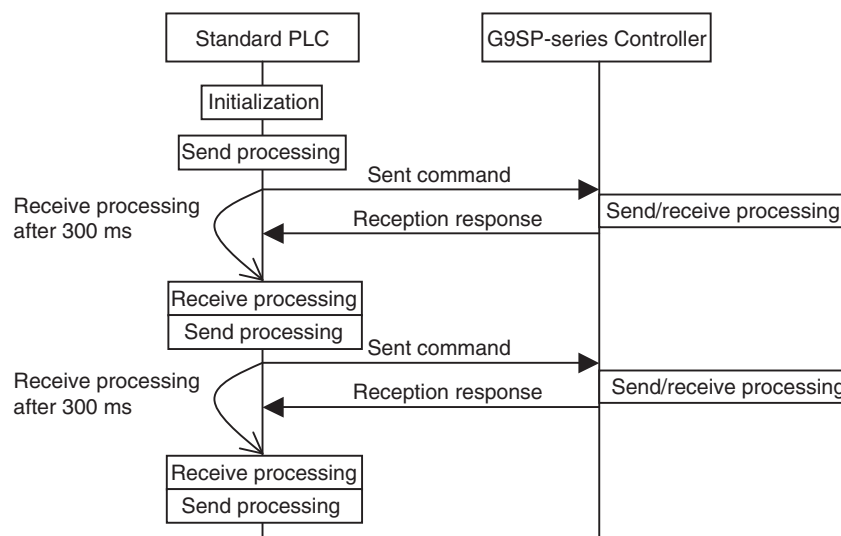 Standard PLC
G9SP-series Controller
Initialization
Send processing
Sent command
Receive processing
after 300 ms
Send/receive processing
Reception response
Receive processing
Send processing
Sent command
Receive processing
after 300 ms
Send/receive processing
Reception response
Receive processing
Send processing